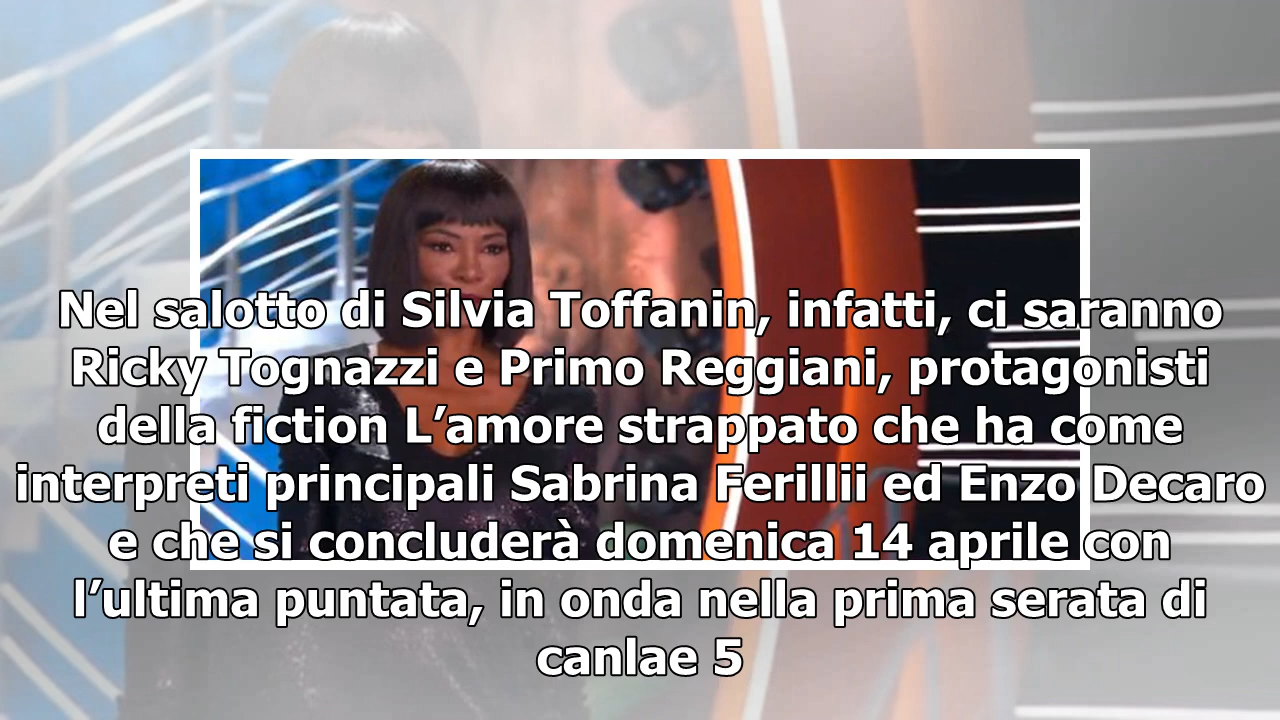 Nel salotto di Silvia Toffanin, infatti, ci saranno
Ricky Tognazzi e Primo Reggiani, protagonisti
della fiction L’amore strappato che ha come
interpreti principali Sabrina Ferillii ed Enzo Decaro
e che si concluderà domenica 14 aprile con
l’ultima puntata, in onda nella prima serata di
canlae 5